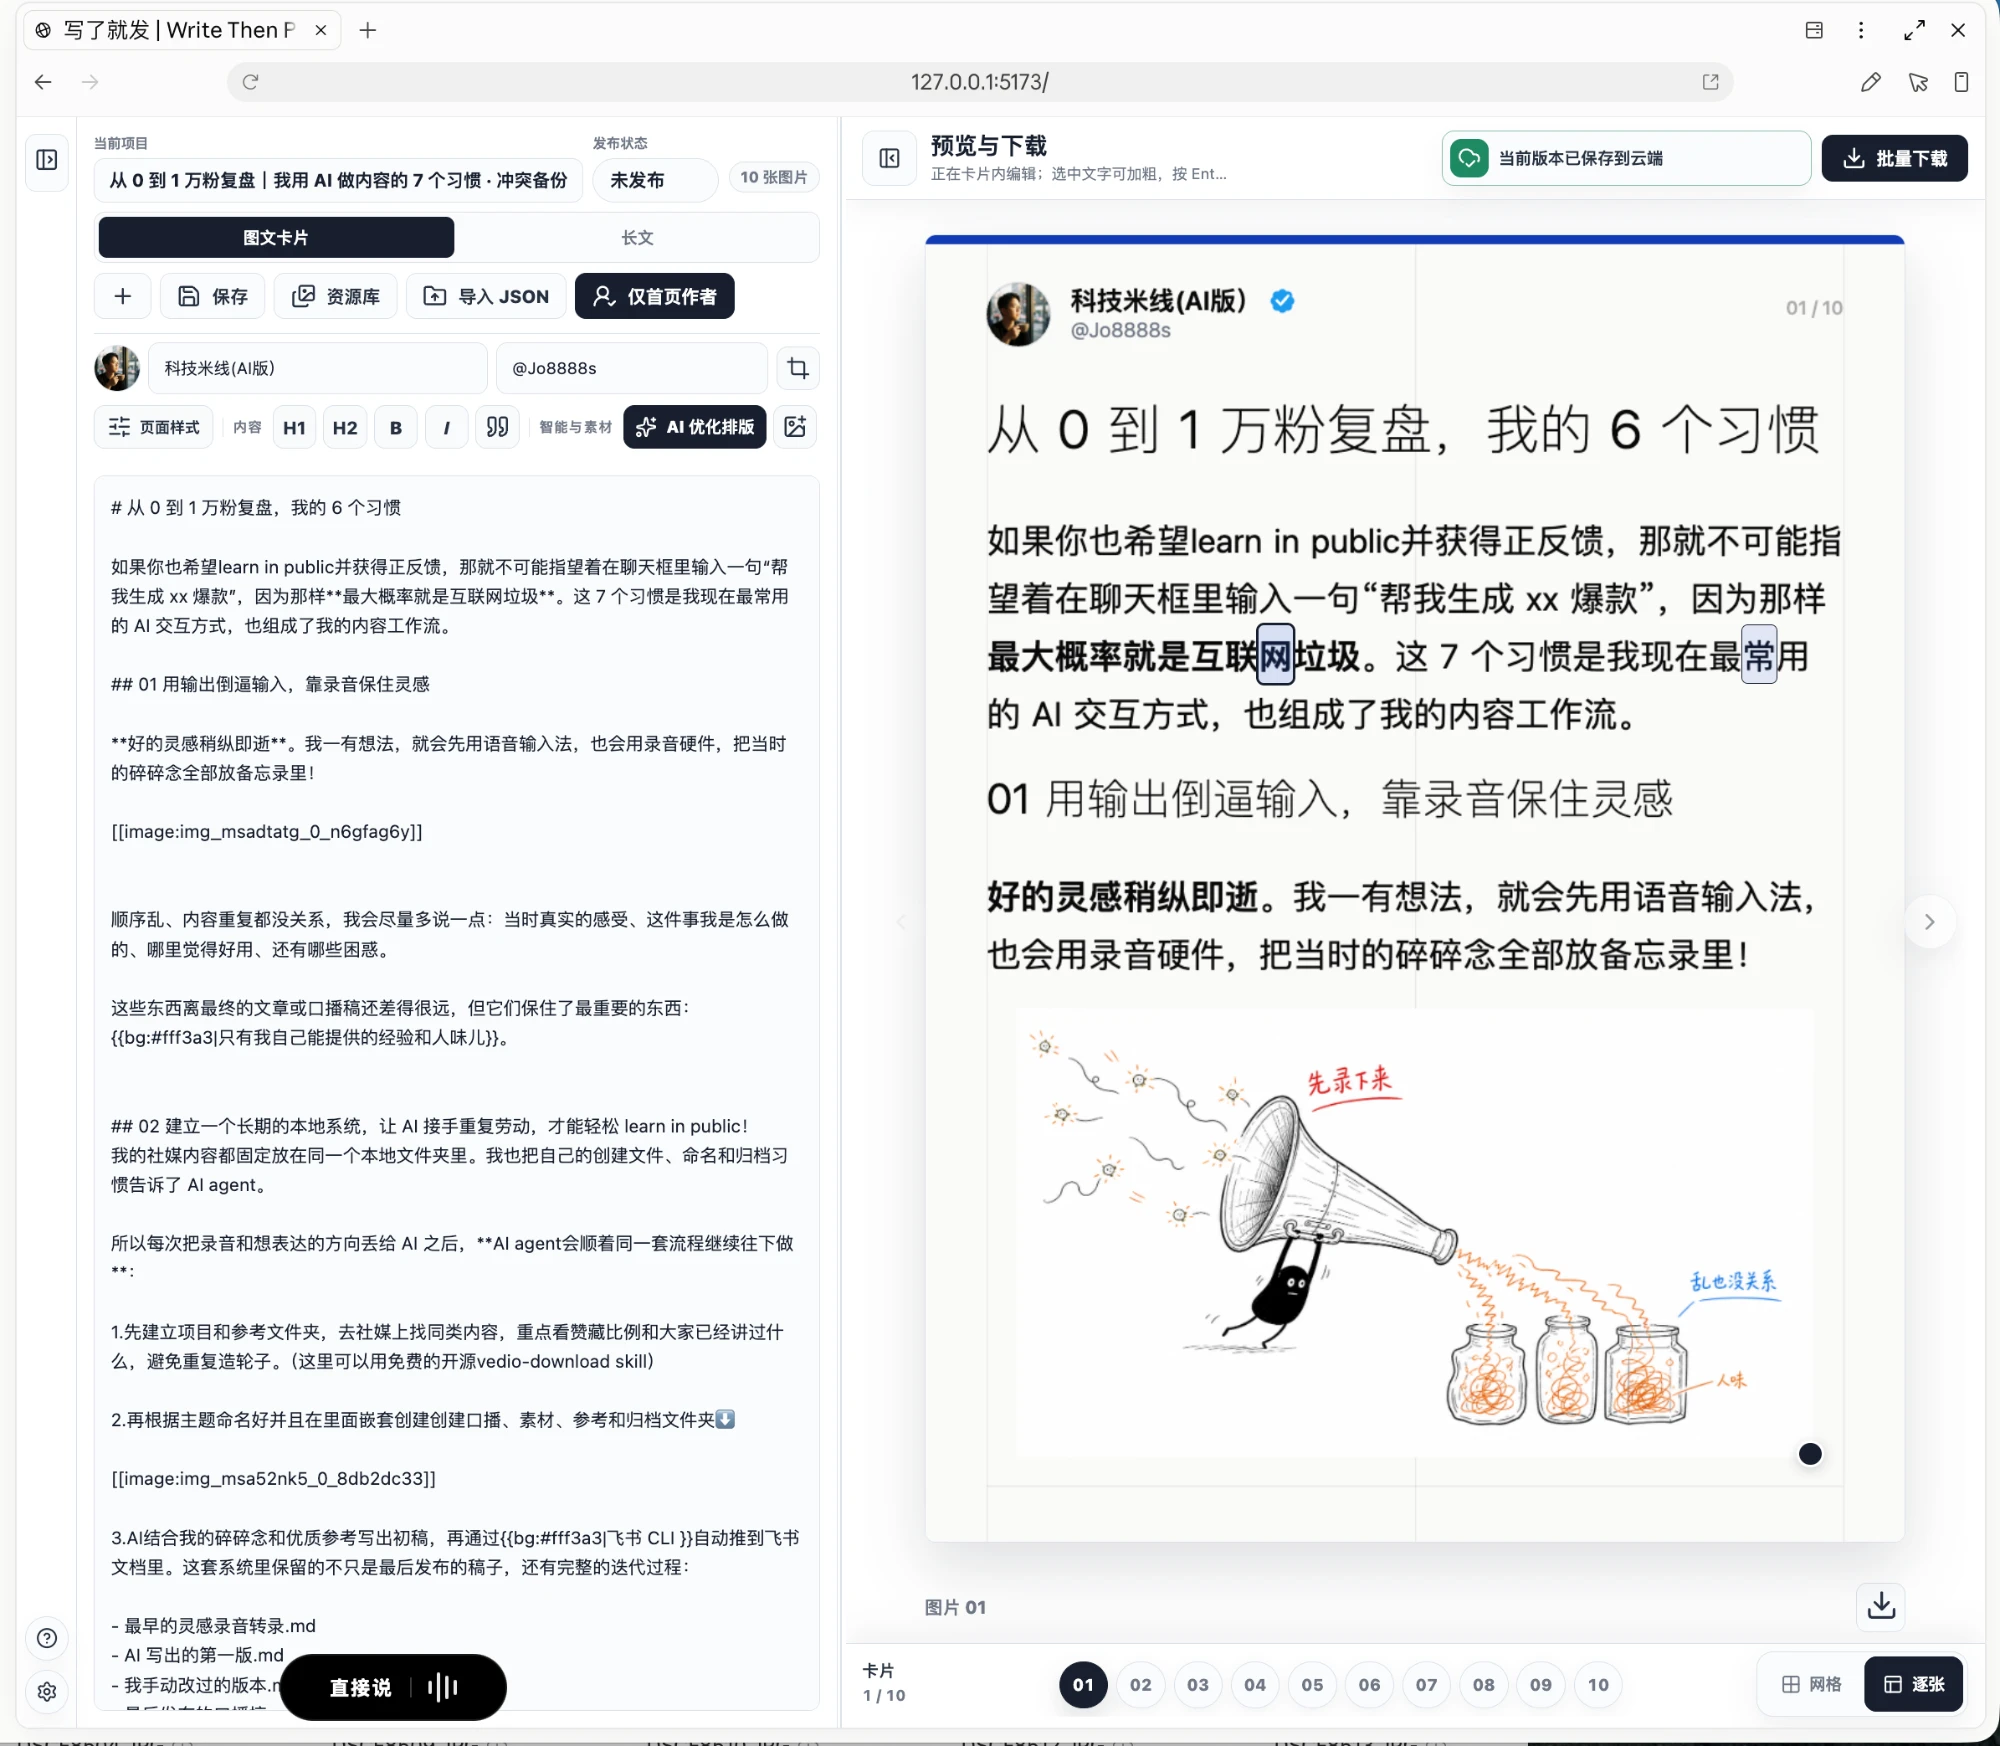 写了就发 | Write Then P
127.0.0.1:5173/
当前项目
发布状态
从 0 到 1 万粉复盘｜我用 AI 做内容的 7 个习惯 · 冲突备份
未发布
10 张图片
图文卡片
长文
保存
资源库
导入 JSON
仅首页作者
科技米线(AI版)
@Jo8888s
页面样式
内容
H1
H2
B
I
智能与素材
AI 优化排版
# 从 0 到 1 万粉复盘，我的 6 个习惯
如果你也希望learn in public并获得正反馈，那就不可能指望着在聊天框里输入一句“帮
我生成 xx 爆款”，因为那样**最大概率就是互联网垃圾**。这 7 个习惯是我现在最常用
的 AI 交互方式，也组成了我的内容工作流。
## 01 用输出倒逼输入，靠录音保住灵感
**好的灵感稍纵即逝**。我一有想法，就会先用语音输入法，也会用录音硬件，把当时
的碎碎念全部放备忘录里！
[[image:img_msadtatg_0_n6gfag6y]]
顺序乱、内容重复都没关系，我会尽量多说一点：当时真实的感受、这件事我是怎么做
的、哪里觉得好用、还有哪些困惑。
这些东西离最终的文章或口播稿还差得很远，但它们保住了最重要的东西：
{{bg:#fff3a3|只有我自己能提供的经验和人味儿}}。
## 02 建立一个长期的本地系统，让 AI 接手重复劳动，才能轻松 learn in public！
我的社媒内容都固定放在同一个本地文件夹里。我也把自己的创建文件、命名和归档习
惯告诉了 AI agent。
所以每次把录音和想表达的方向丢给 AI 之后，**AI agent会顺着同一套流程继续往下做
**：
1.先建立项目和参考文件夹，去社媒上找同类内容，重点看赞藏比例和大家已经讲过什
么，避免重复造轮子。（这里可以用免费的开源vedio-download skill）
2.再根据主题命名好并且在里面嵌套创建创建口播、素材、参考和归档文件夹⬇️
[[image:img_msa52nk5_0_8db2dc33]]
3.AI结合我的碎碎念和优质参考写出初稿，再通过{{bg:#fff3a3|飞书 CLI }}自动推到飞书
文档里。这套系统里保留的不只是最后发布的稿子，还有完整的迭代过程：
- 最早的灵感录音转录.md
- AI 写出的第一版.md
- 我手动改过的版本.
直接说
预览与下载
正在卡片内编辑；选中文字可加粗，按 Ent...
当前版本已保存到云端
批量下载
科技米线(AI版)
@Jo8888s
01 / 10
从 0 到 1 万粉复盘，我的 6 个习惯
如果你也希望learn in public并获得正反馈，那就不可能指
望着在聊天框里输入一句“帮我生成 xx 爆款”，因为那样
最大概率就是互联网垃圾。这 7 个习惯是我现在最常用
的 AI 交互方式，也组成了我的内容工作流。
01 用输出倒逼输入，靠录音保住灵感
好的灵感稍纵即逝。我一有想法，就会先用语音输入法，
也会用录音硬件，把当时的碎碎念全部放备忘录里！
先录下来
乱也没关系
人味
图片 01
卡片
1 / 10
01
02
03
04
05
06
07
08
09
10
网格
逐张